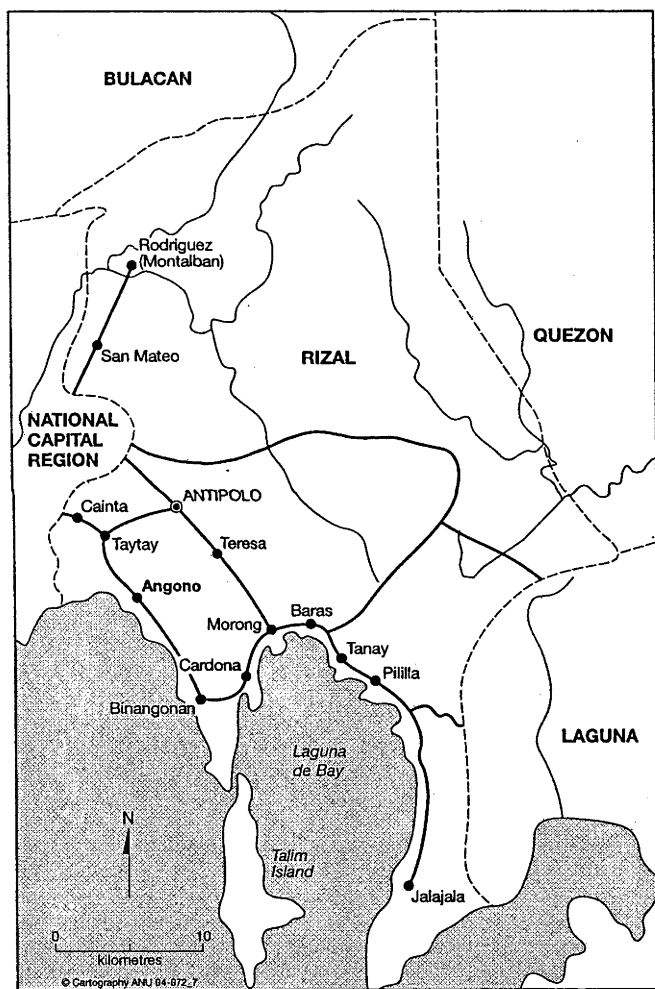 BULACAN
Rodriguez
(Montalban)
San Mateo
RIZAL
QUEZON
NATIONAL
CAPITAL
REGION
ANTIPOLO
Cainta
Taytay
Teresa
Angono
Morong
Baras
Tanay
Cardona
Pililla
Binangonan
LAGUNA
Laguna
de Bay
N
Talim
Island
Jalajala
0 10
kilometres
© Cartography ANU 94-072_7